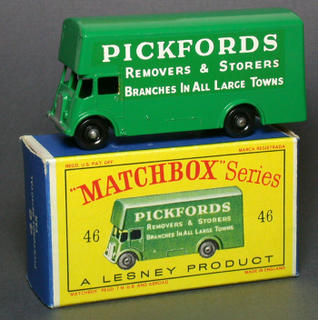 PICKFORDS
REMOVERS & STORERS
BRANCHES IN ALL LARGE TOWNS
REGD. U.S. PAT. OFF.
MARCA REGISTRADA
"MATCHBOX" Series
PICKFORDS
REMOVERS & STORERS
BRANCHES IN ALL LARGE TOWNS
46
46
A LESNEY PRODUCT
MADE IN ENGLAND